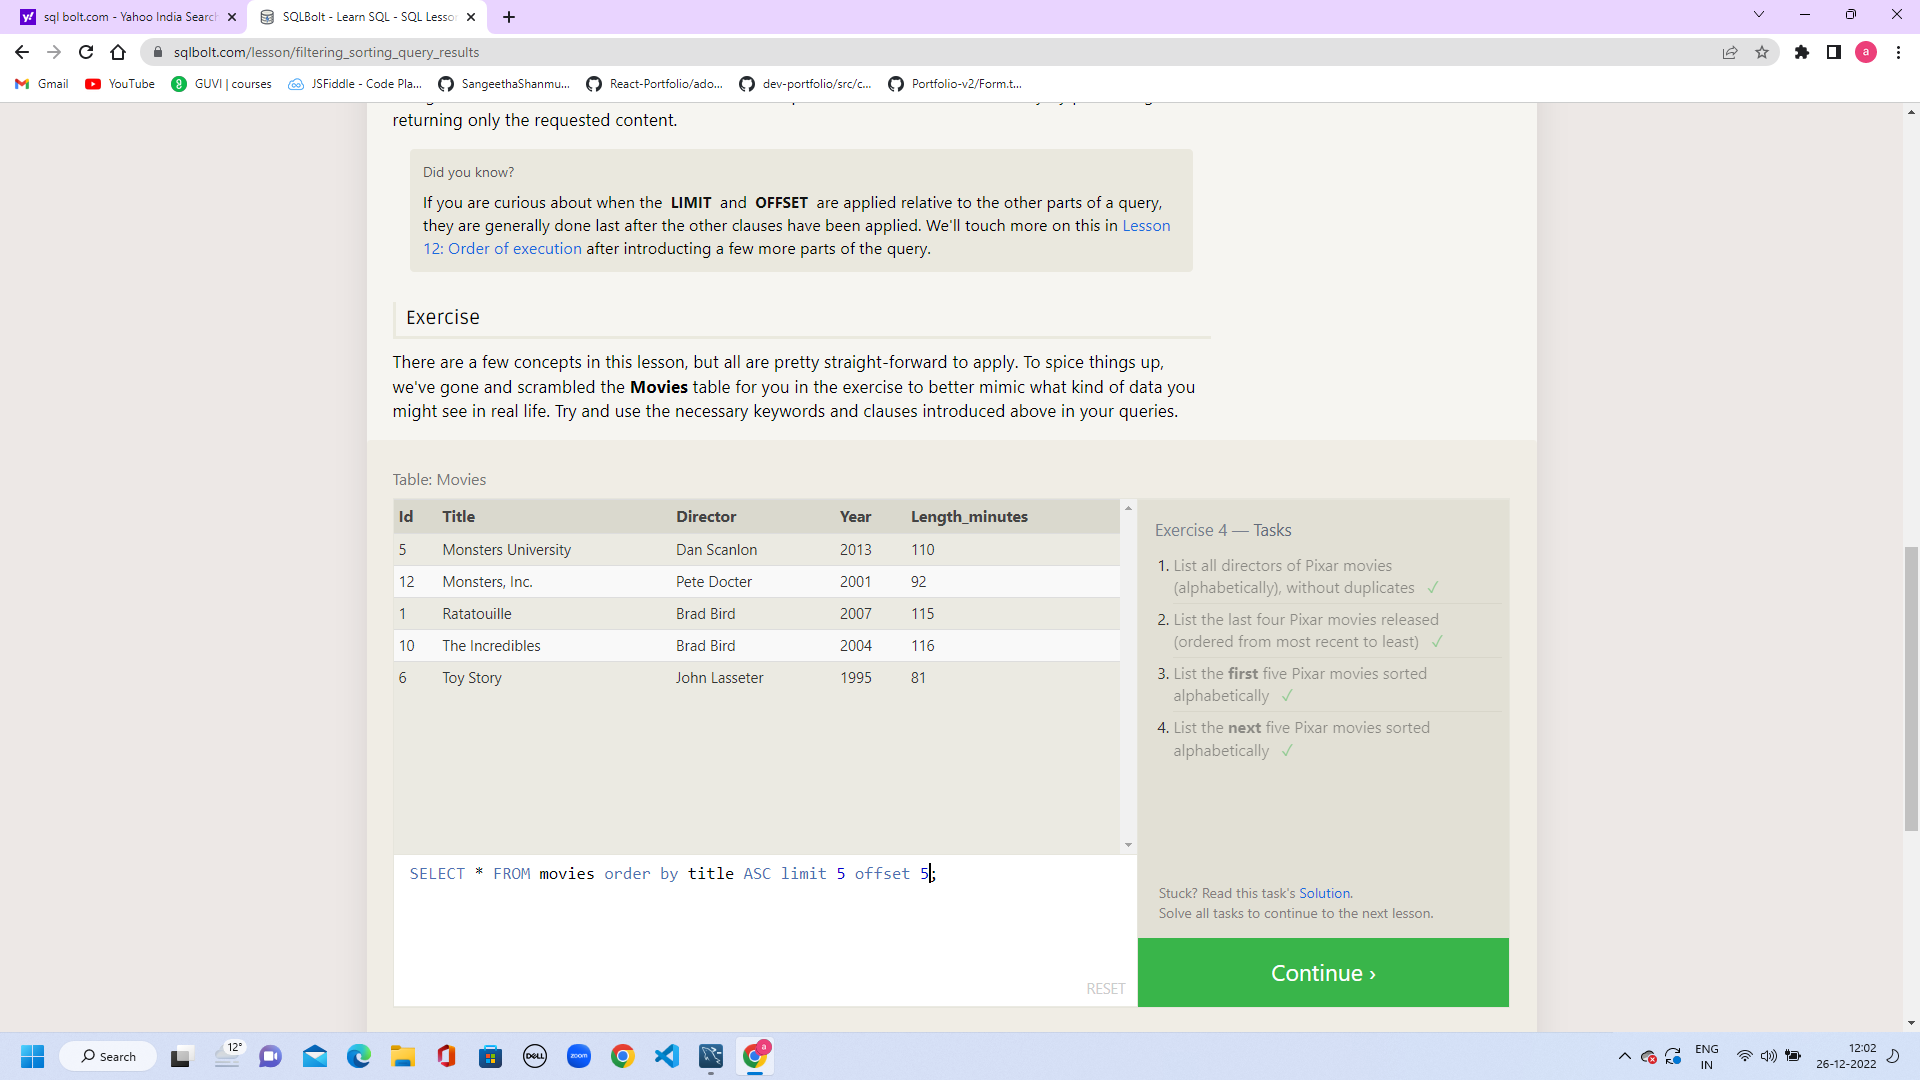 sql bolt.com - Yahoo India Search
SQLBolt - Learn SQL - SQL Lesson
sqlbolt.com/lesson/filtering_sorting_query_results
a
Gmail
YouTube
GUVI | courses
JSFiddle - Code Pla...
SangeethaShanmu...
React-Portfolio/ado...
dev-portfolio/src/c...
Portfolio-v2/Form.t...
returning only the requested content.
Did you know?
If you are curious about when the LIMIT and OFFSET are applied relative to the other parts of a query,
they are generally done last after the other clauses have been applied. We'll touch more on this in Lesson
12: Order of execution after introducting a few more parts of the query.
Exercise
There are a few concepts in this lesson, but all are pretty straight-forward to apply. To spice things up,
we've gone and scrambled the Movies table for you in the exercise to better mimic what kind of data you
might see in real life. Try and use the necessary keywords and clauses introduced above in your queries.
Table: Movies
Id Title Director Year Length_minutes
5 Monsters University Dan Scanlon 2013 110
12 Monsters, Inc. Pete Docter 2001 92
1 Ratatouille Brad Bird 2007 115
10 The Incredibles Brad Bird 2004 116
6 Toy Story John Lasseter 1995 81
SELECT * FROM movies order by title ASC limit 5 offset 5;
RESET
Exercise 4 — Tasks
1. List all directors of Pixar movies
(alphabetically), without duplicates ✓
2. List the last four Pixar movies released
(ordered from most recent to least) ✓
3. List the first five Pixar movies sorted
alphabetically ✓
4. List the next five Pixar movies sorted
alphabetically ✓
Stuck? Read this task's Solution.
Solve all tasks to continue to the next lesson.
Continue ›
Search
12°
DELL
zoom
a
ENG
IN
12:02
26-12-2022